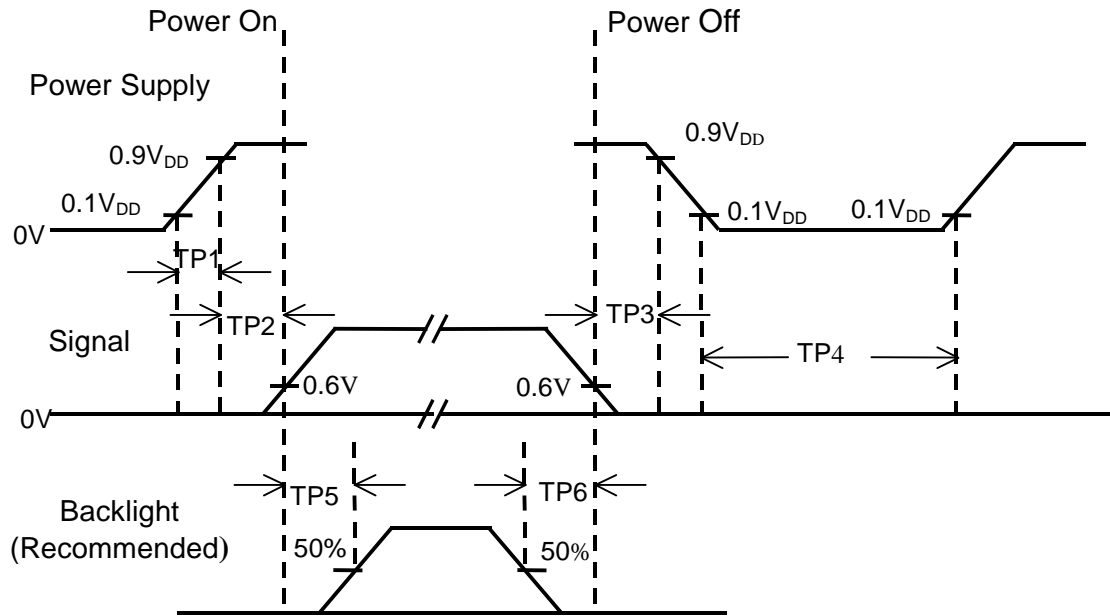 Power On
Power Off
Power Supply
0.9VDD
0.9VDD
0.1VDD
0.1VDD
0.1VDD
0V
TP1
TP2
TP3
Signal
TP4
0.6V
0.6V
0V
TP5
TP6
Backlight
(Recommended)
50%
50%